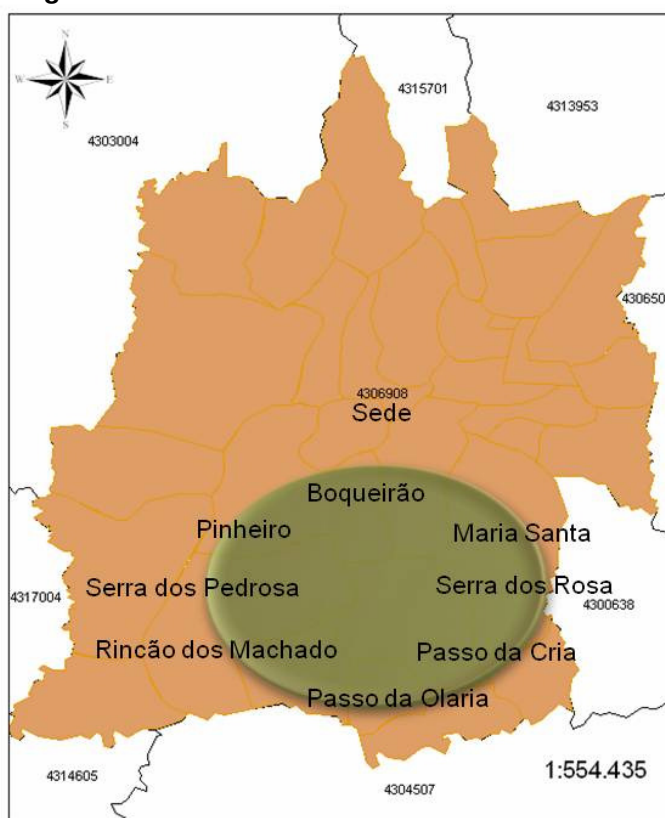 N
W E
S
4315701
4313953
4303004
430650
4306908
Sede
Boqueirão
Pinheiro
Maria Santa
Serra dos Pedrosa
Serra dos Rosa
4317004
4300638
Rincão dos Machado
Passo da Cria
Passo da Olaria
1:554.435
4314605
4304507